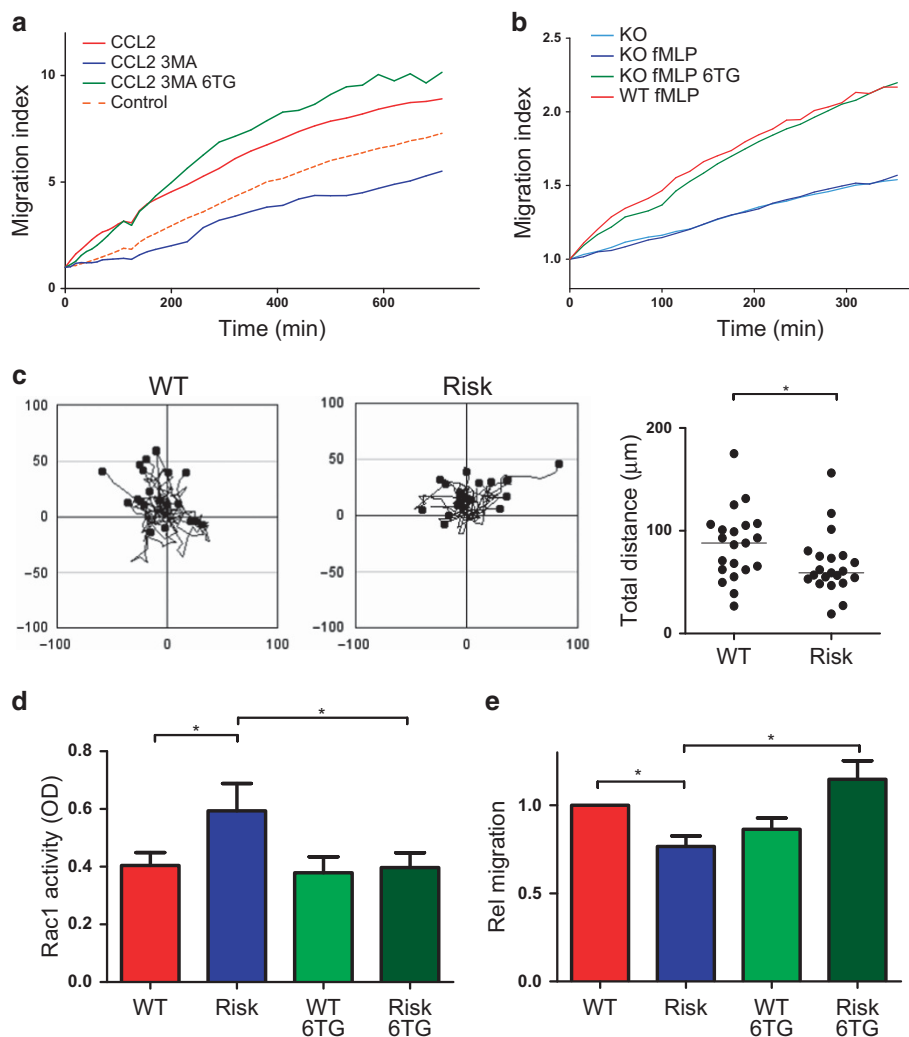 a
CCL2
CCL2 3MA
CCL2 3MA 6TG
Control
Migration index
10
5
0
0
200
400
600
Time (min)
b
KO
KO fMLP
KO fMLP 6TG
WT fMLP
Migration index
2.5
2.0
1.5
1.0
0
100
200
300
Time (min)
c
WT
100
50
0
−50
−100
−100
0
100
Risk
100
50
0
−50
−100
−100
0
100
*
Total distance (μm)
200
100
0
WT
Risk
d
*
*
Rac1 activity (OD)
0.8
0.6
0.4
0.2
0.0
WT
Risk
WT 6TG
Risk 6TG
e
*
*
Rel migration
1.0
0.5
0.0
WT
Risk
WT 6TG
Risk 6TG